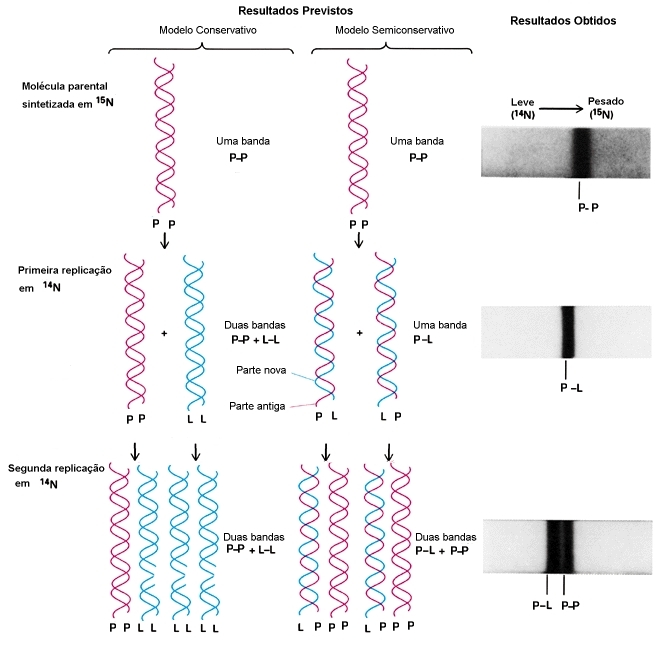 Resultados Previstos
Resultados Obtidos
Modelo Conservativo
Modelo Semiconservativo
Molécula parental
sintetizada em 15N
Uma banda
P–P
Uma banda
P–P
P P
P P
Leve
(14N)
Pesado
(15N)
P- P
Primeira replicação
em 14N
+
Duas bandas
P–P + L–L
+
Uma banda
P–L
Parte nova
Parte antiga
P P
L L
P L
L P
P –L
Segunda replicação
em 14N
Duas bandas
P–P + L–L
Duas bandas
P–L + P–P
P P L L L L L L
L P P P L P P P
P–L P–P